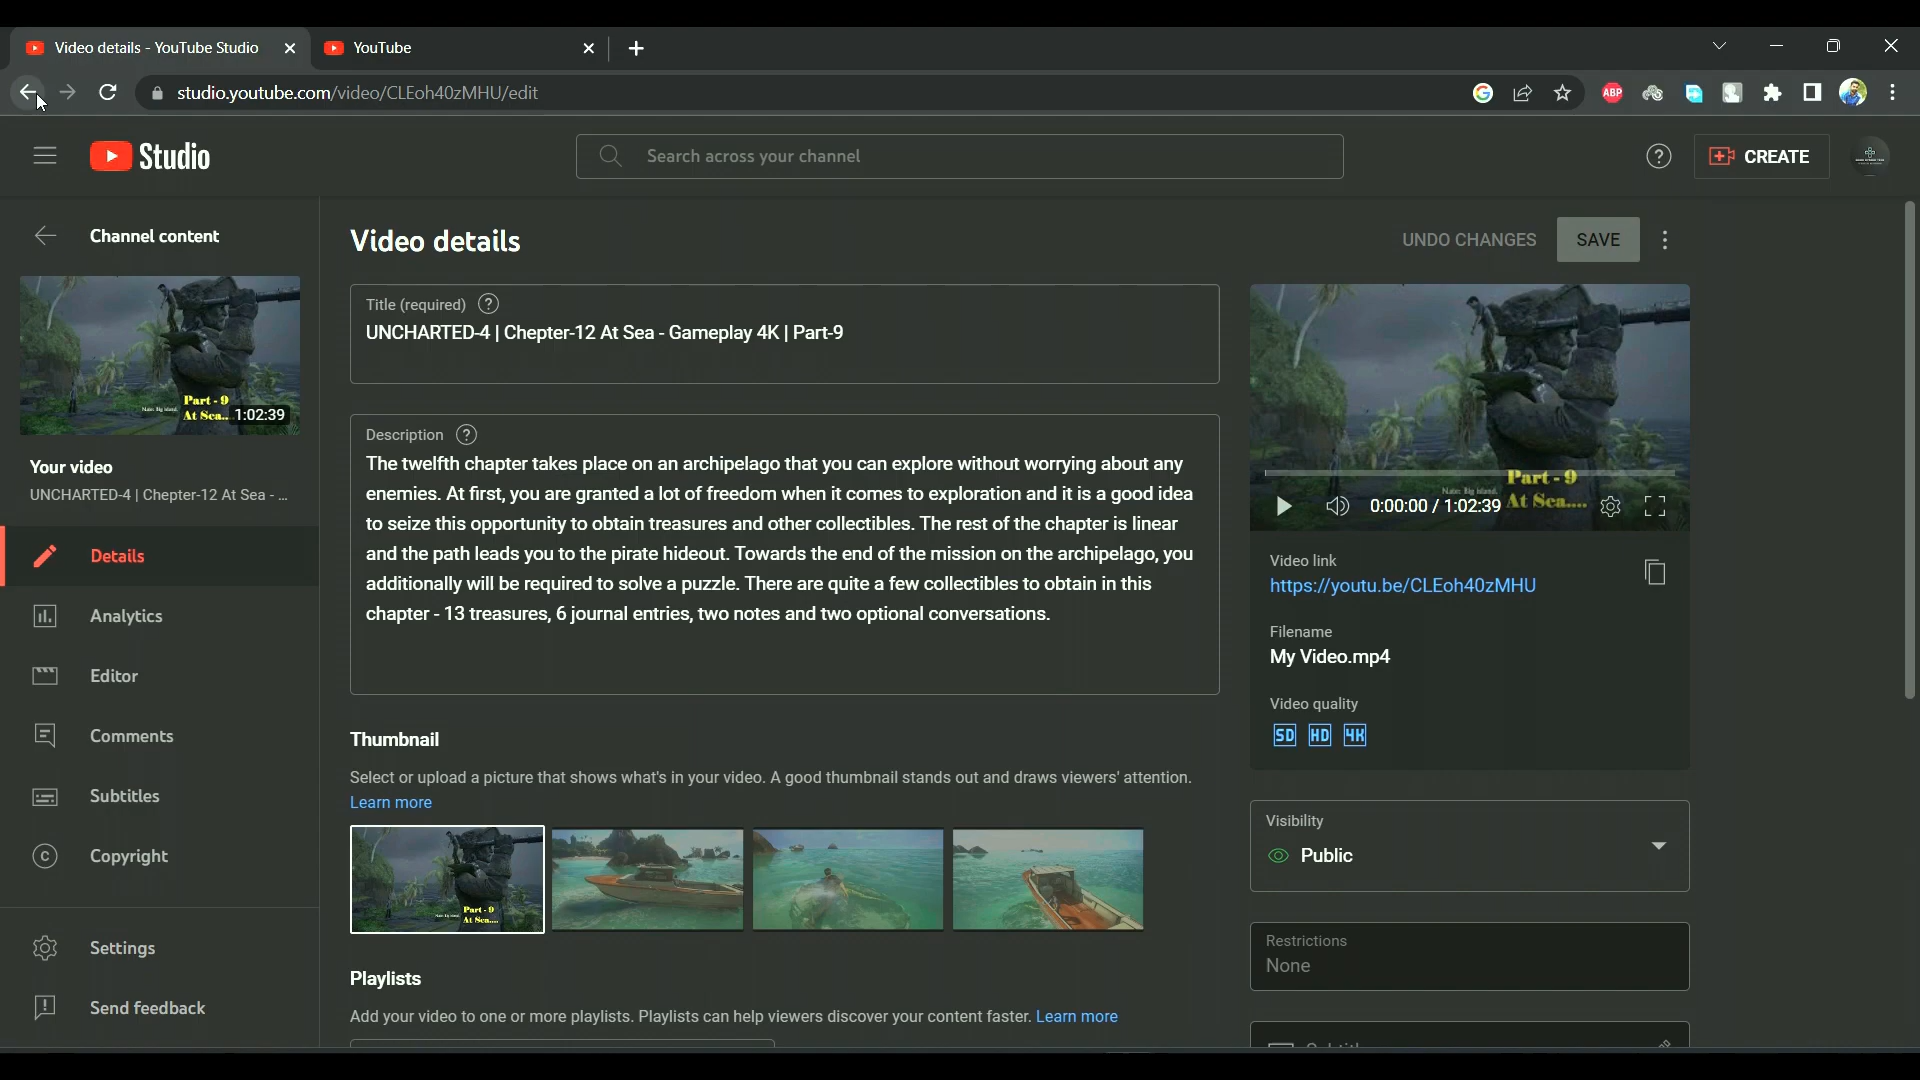 Video details - YouTube Studio
YouTube
studio.youtube.com/video/CLEoh40zMHU/edit
ABP
Studio
Search across your channel
CREATE
Channel content
Video details
UNDO CHANGES
SAVE
Part - 9
At Sea..
1:02:39
Your video
UNCHARTED-4 | Chepter-12 At Sea - ...
Details
Analytics
Editor
Comments
Subtitles
Copyright
Settings
Send feedback
Title (required)
UNCHARTED-4 | Chepter-12 At Sea - Gameplay 4K | Part-9
Description
The twelfth chapter takes place on an archipelago that you can explore without worrying about any
enemies. At first, you are granted a lot of freedom when it comes to exploration and it is a good idea
to seize this opportunity to obtain treasures and other collectibles. The rest of the chapter is linear
and the path leads you to the pirate hideout. Towards the end of the mission on the archipelago, you
additionally will be required to solve a puzzle. There are quite a few collectibles to obtain in this
chapter - 13 treasures, 6 journal entries, two notes and two optional conversations.
Thumbnail
Select or upload a picture that shows what's in your video. A good thumbnail stands out and draws viewers' attention.
Learn more
Part - 9
At Sea....
Playlists
Add your video to one or more playlists. Playlists can help viewers discover your content faster. Learn more
Part - 9
At Sea....
0:00:00 / 1:02:39
Video link
https://youtu.be/CLEoh40zMHU
Filename
My Video.mp4
Video quality
SD HD 4K
Visibility
Public
Restrictions
None